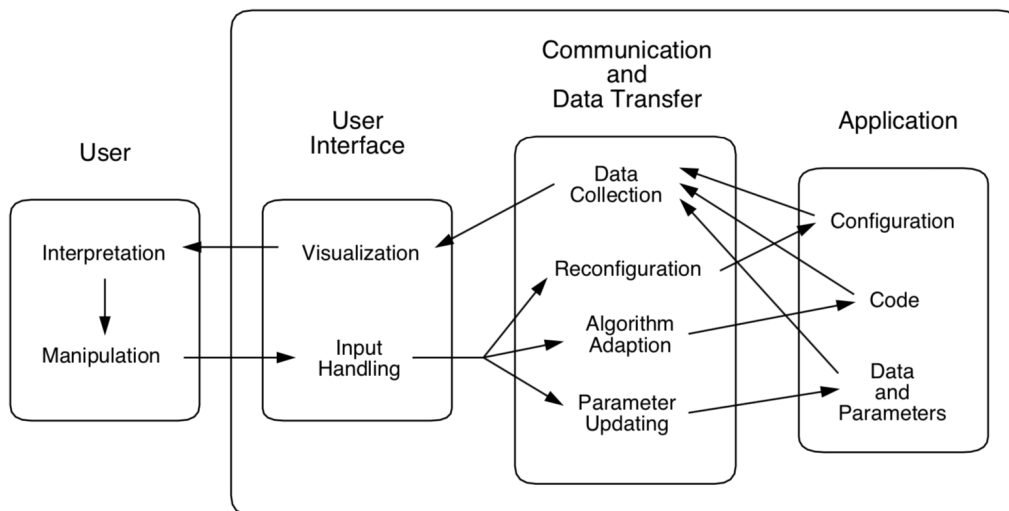 User
Interpretation
Manipulation
User
Interface
Visualization
Input
Handling
Communication
and
Data Transfer
Data
Collection
Reconfiguration
Algorithm
Adaption
Parameter
Updating
Application
Configuration
Code
Data
and
Parameters